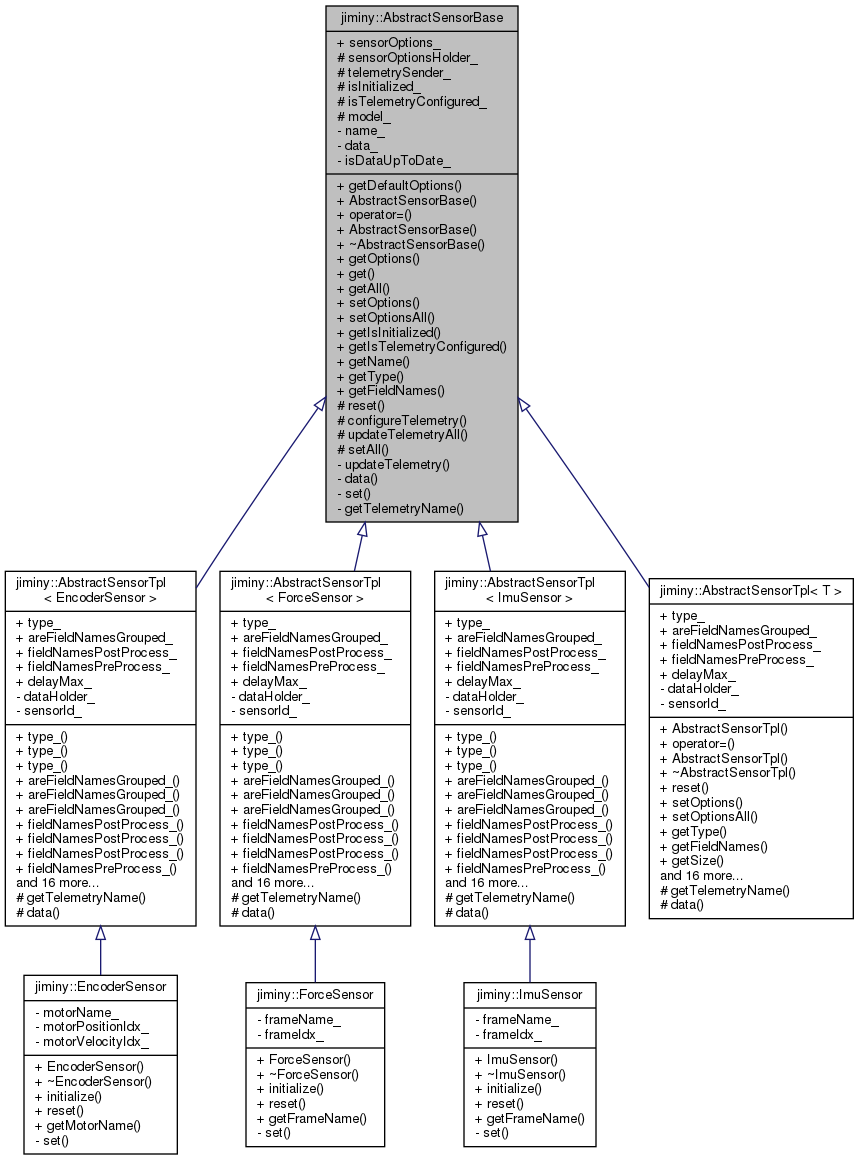 jiminy::AbstractSensorBase
+ sensorOptions_
# sensorOptionsHolder_
# telemetrySender_
# isInitialized_
# isTelemetryConfigured_
# model_
- name_
- data_
- isDataUpToDate_
+ getDefaultOptions()
+ AbstractSensorBase()
+ operator=()
+ AbstractSensorBase()
+ ~AbstractSensorBase()
+ getOptions()
+ get()
+ getAll()
+ setOptions()
+ setOptionsAll()
+ getIsInitialized()
+ getIsTelemetryConfigured()
+ getName()
+ getType()
+ getFieldNames()
# reset()
# configureTelemetry()
# updateTelemetryAll()
# setAll()
- updateTelemetry()
- data()
- set()
- getTelemetryName()
jiminy::AbstractSensorTpl
< EncoderSensor >
+ type_
+ areFieldNamesGrouped_
+ fieldNamesPostProcess_
+ fieldNamesPreProcess_
+ delayMax_
- dataHolder_
- sensorId_
+ type_()
+ type_()
+ type_()
+ areFieldNamesGrouped_()
+ areFieldNamesGrouped_()
+ areFieldNamesGrouped_()
+ fieldNamesPostProcess_()
+ fieldNamesPostProcess_()
+ fieldNamesPostProcess_()
+ fieldNamesPreProcess_()
and 16 more...
# getTelemetryName()
# data()
jiminy::AbstractSensorTpl
< ForceSensor >
+ type_
+ areFieldNamesGrouped_
+ fieldNamesPostProcess_
+ fieldNamesPreProcess_
+ delayMax_
- dataHolder_
- sensorId_
+ type_()
+ type_()
+ type_()
+ areFieldNamesGrouped_()
+ areFieldNamesGrouped_()
+ areFieldNamesGrouped_()
+ fieldNamesPostProcess_()
+ fieldNamesPostProcess_()
+ fieldNamesPostProcess_()
+ fieldNamesPreProcess_()
and 16 more...
# getTelemetryName()
# data()
jiminy::AbstractSensorTpl
< ImuSensor >
+ type_
+ areFieldNamesGrouped_
+ fieldNamesPostProcess_
+ fieldNamesPreProcess_
+ delayMax_
- dataHolder_
- sensorId_
+ type_()
+ type_()
+ type_()
+ areFieldNamesGrouped_()
+ areFieldNamesGrouped_()
+ areFieldNamesGrouped_()
+ fieldNamesPostProcess_()
+ fieldNamesPostProcess_()
+ fieldNamesPostProcess_()
+ fieldNamesPreProcess_()
and 16 more...
# getTelemetryName()
# data()
jiminy::AbstractSensorTpl< T >
+ type_
+ areFieldNamesGrouped_
+ fieldNamesPostProcess_
+ fieldNamesPreProcess_
+ delayMax_
- dataHolder_
- sensorId_
+ AbstractSensorTpl()
+ operator=()
+ AbstractSensorTpl()
+ ~AbstractSensorTpl()
+ reset()
+ setOptions()
+ setOptionsAll()
+ getType()
+ getFieldNames()
+ getSize()
and 16 more...
# getTelemetryName()
# data()
jiminy::EncoderSensor
- motorName_
- motorPositionIdx_
- motorVelocityIdx_
+ EncoderSensor()
+ ~EncoderSensor()
+ initialize()
+ reset()
+ getMotorName()
- set()
jiminy::ForceSensor
- frameName_
- frameIdx_
+ ForceSensor()
+ ~ForceSensor()
+ initialize()
+ reset()
+ getFrameName()
- set()
jiminy::ImuSensor
- frameName_
- frameIdx_
+ ImuSensor()
+ ~ImuSensor()
+ initialize()
+ reset()
+ getFrameName()
- set()